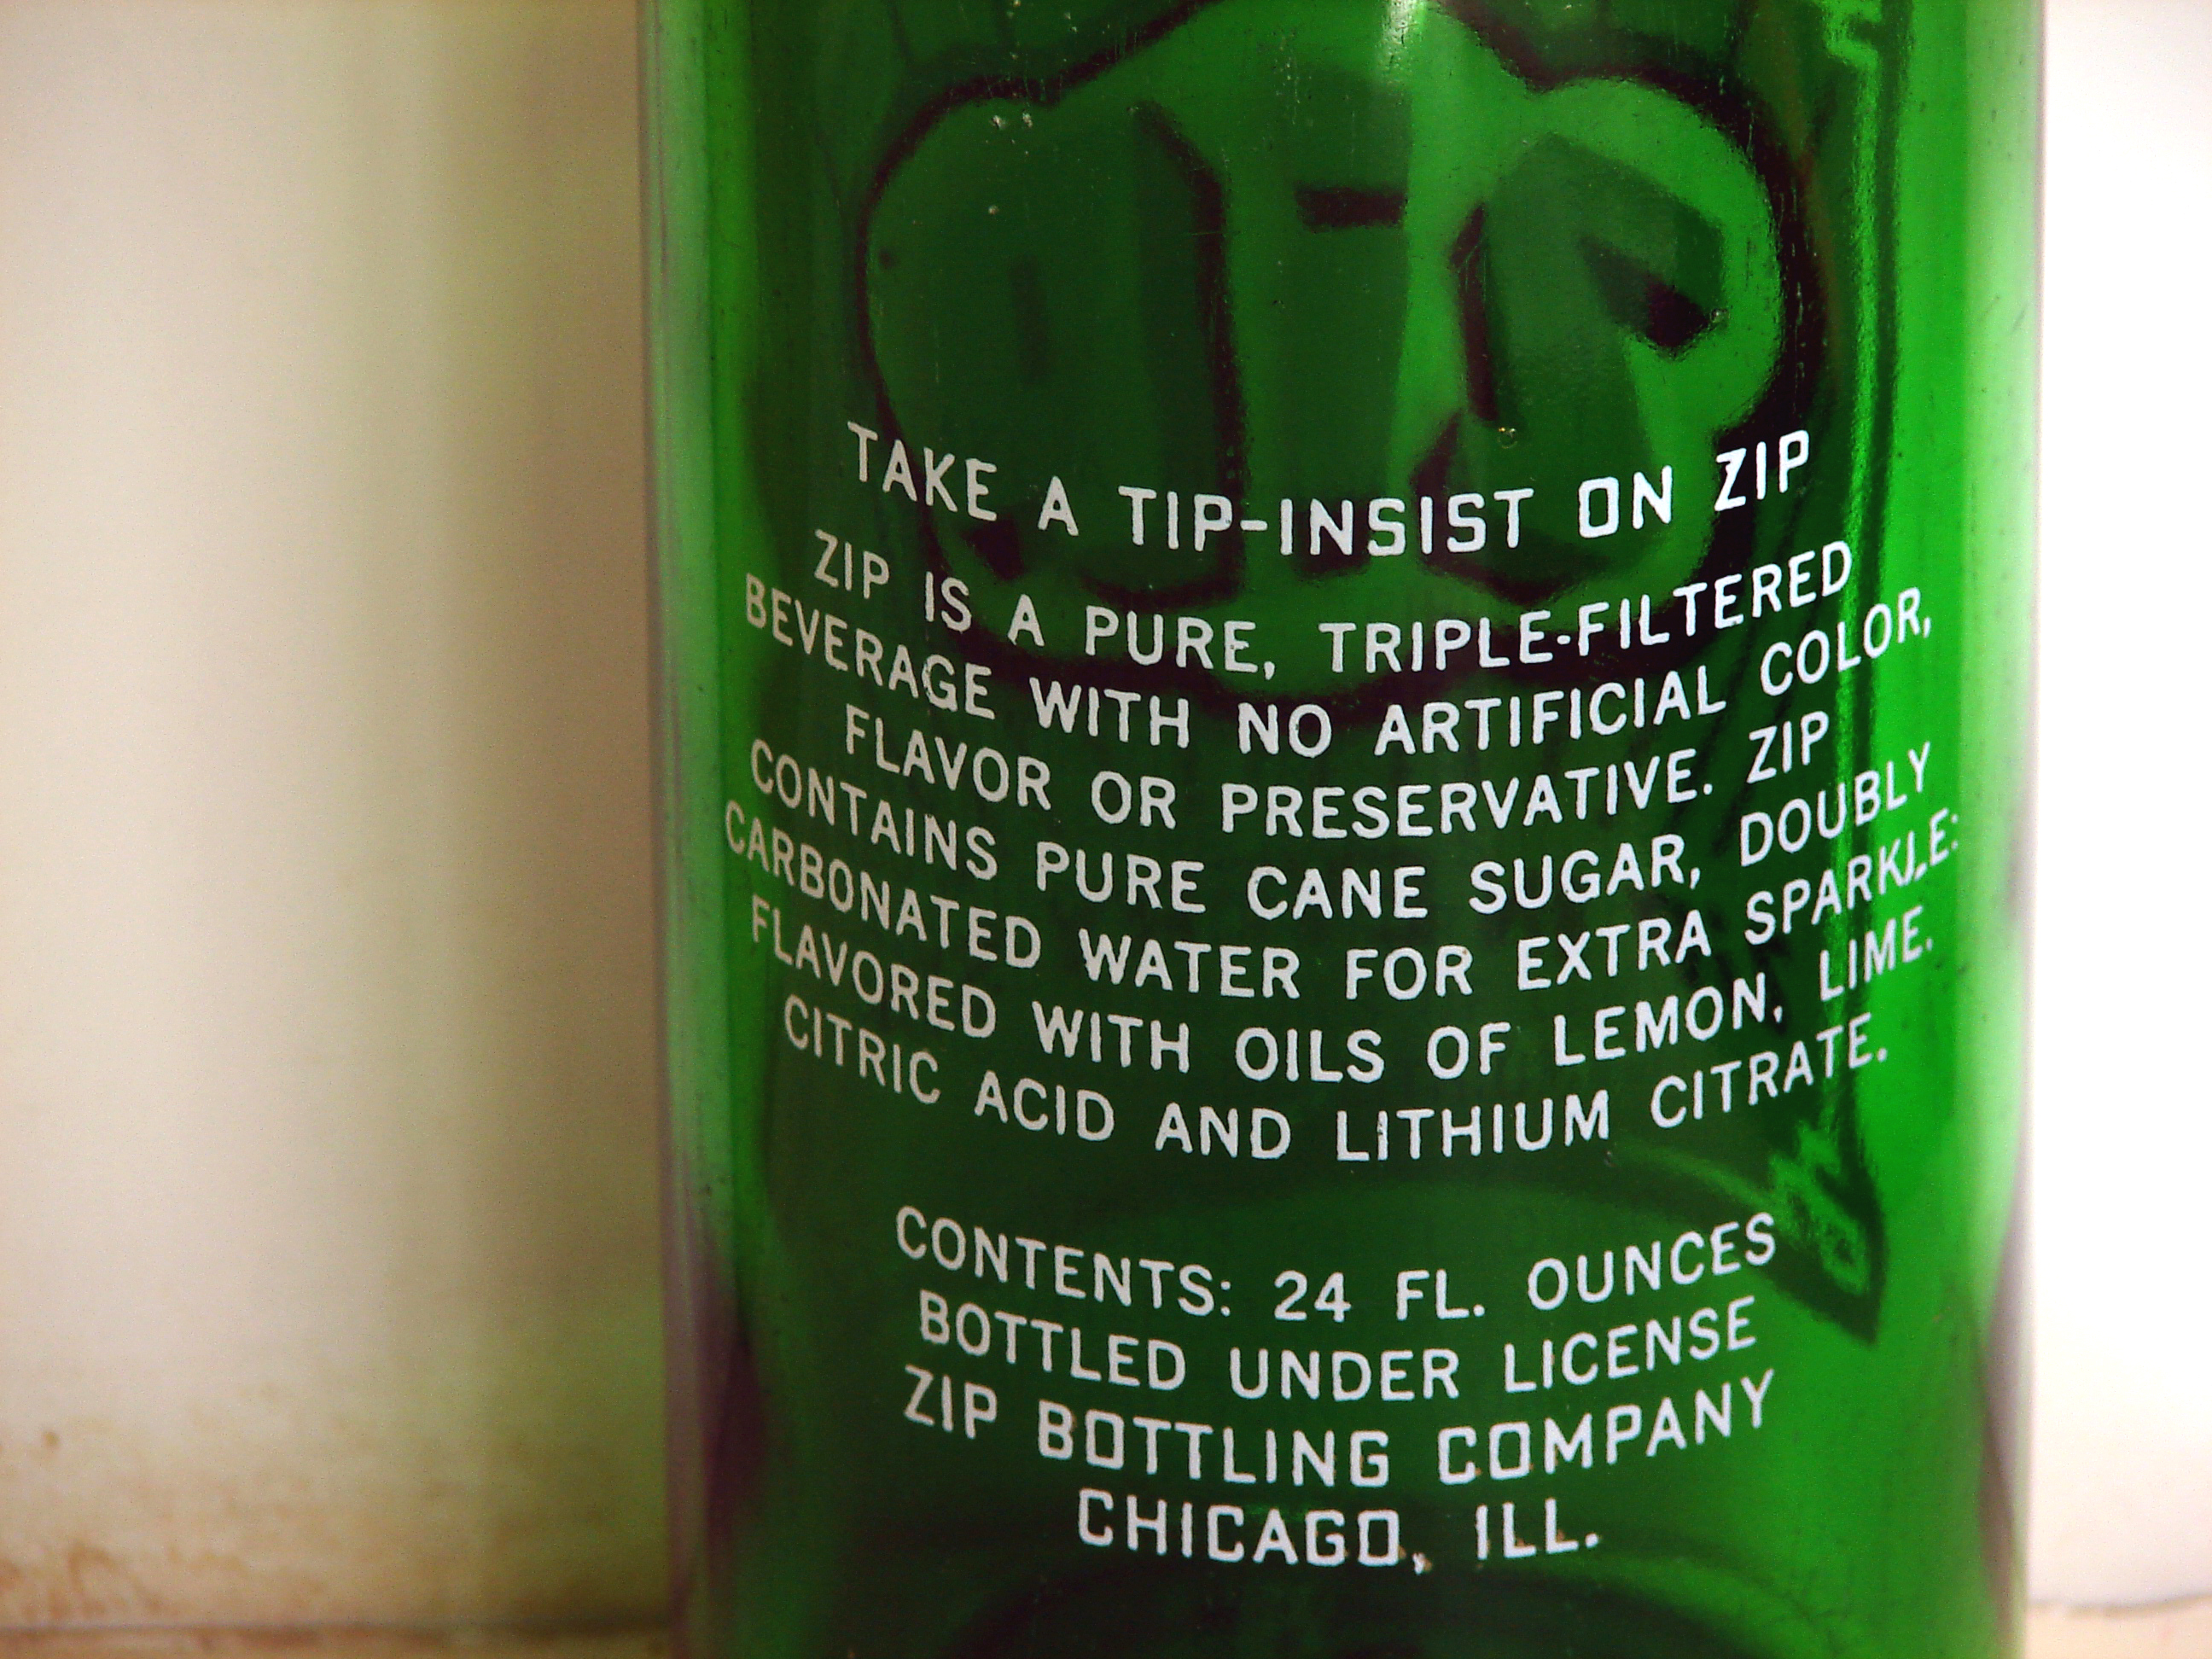 TAKE A TIP-INSIST ON ZIP
ZIP IS A PURE, TRIPLE-FILTERED
BEVERAGE WITH NO ARTIFICIAL COLOR,
FLAVOR OR PRESERVATIVE. ZIP
CONTAINS PURE CANE SUGAR, DOUBLY
CARBONATED WATER FOR EXTRA SPARKLE:
FLAVORED WITH OILS OF LEMON, LIME,
CITRIC ACID AND LITHIUM CITRATE.
CONTENTS: 24 FL. OUNCES
BOTTLED UNDER LICENSE
ZIP BOTTLING COMPANY
CHICAGO, ILL.